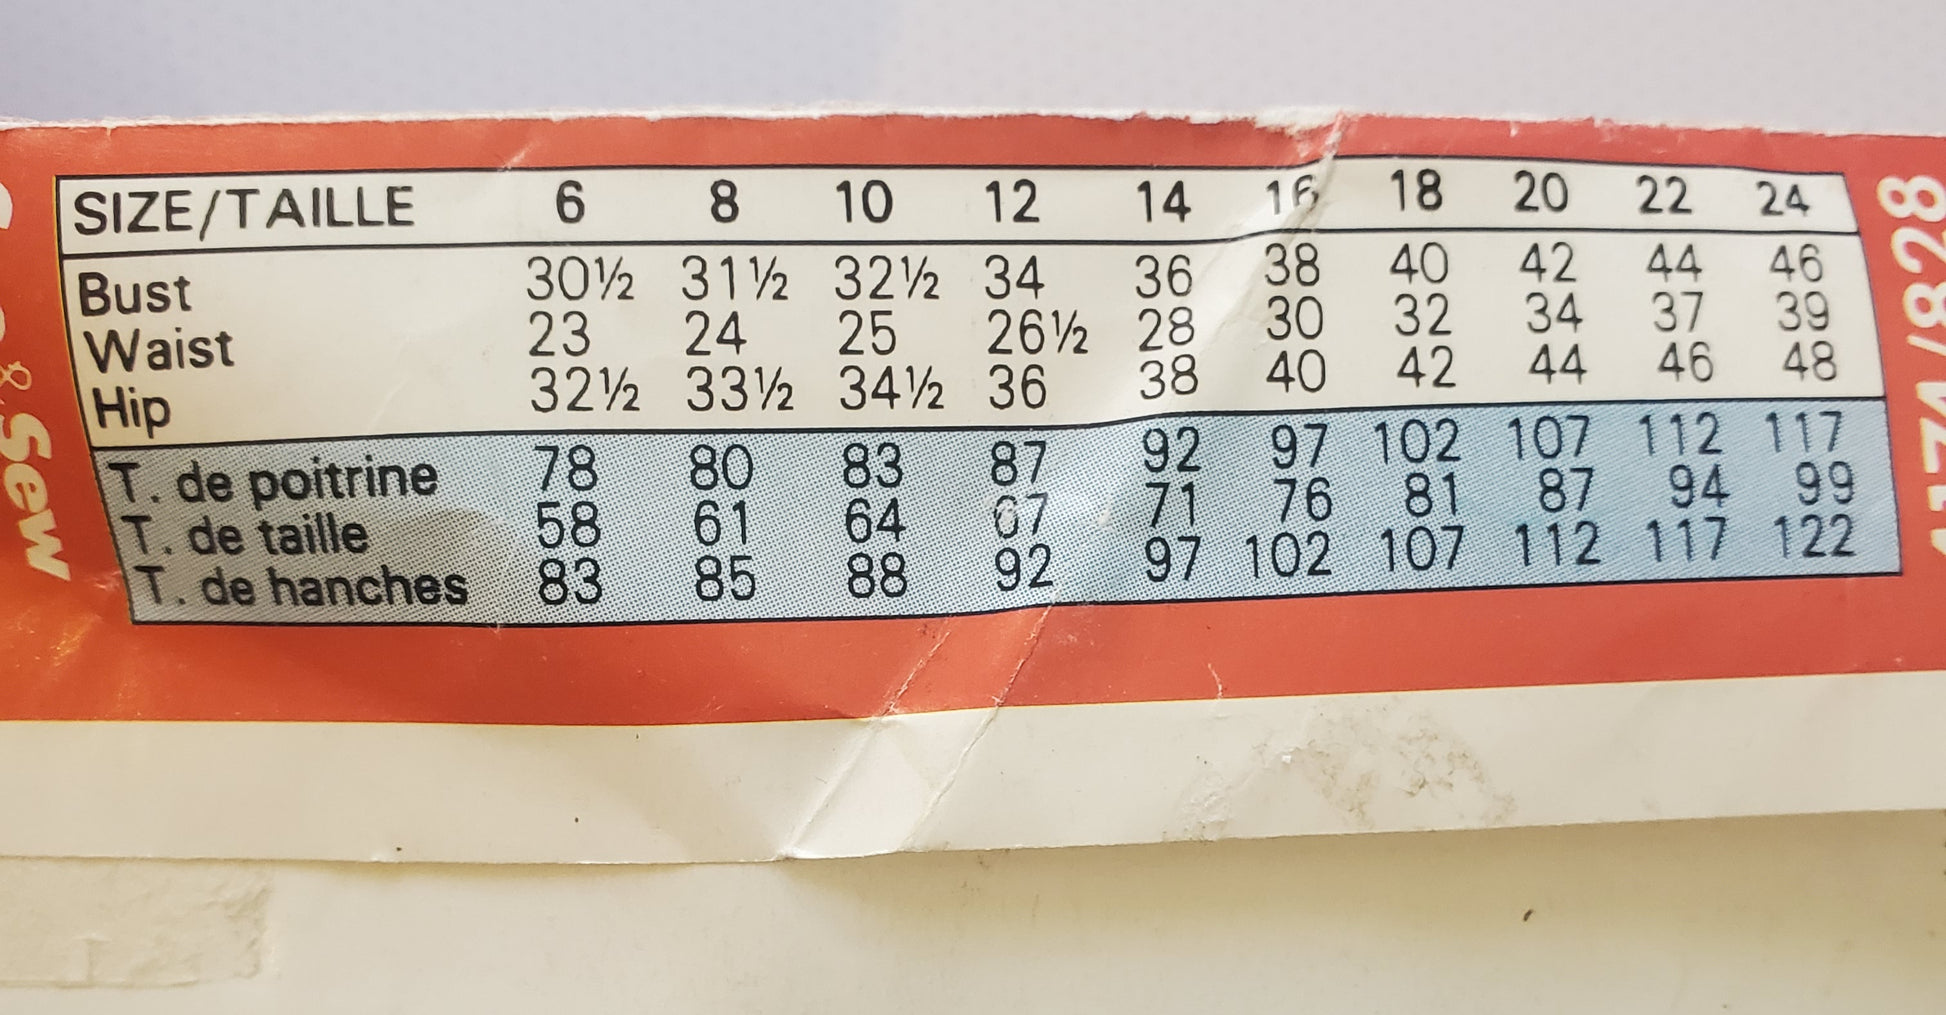 SIZE/TAILLE 6 8 10 12 14 16 18 20 22 24
Bust 30½ 31½ 32½ 34 36 38 40 42 44 46
Waist 23 24 25 26½ 28 30 32 34 37 39
Hip 32½ 33½ 34½ 36 38 40 42 44 46 48
T. de poitrine 78 80 83 87 92 97 102 107 112 117
T. de taille 58 61 64 67 71 76 81 87 94 99
T. de hanches 83 85 88 92 97 102 107 112 117 122
& Sew
/828